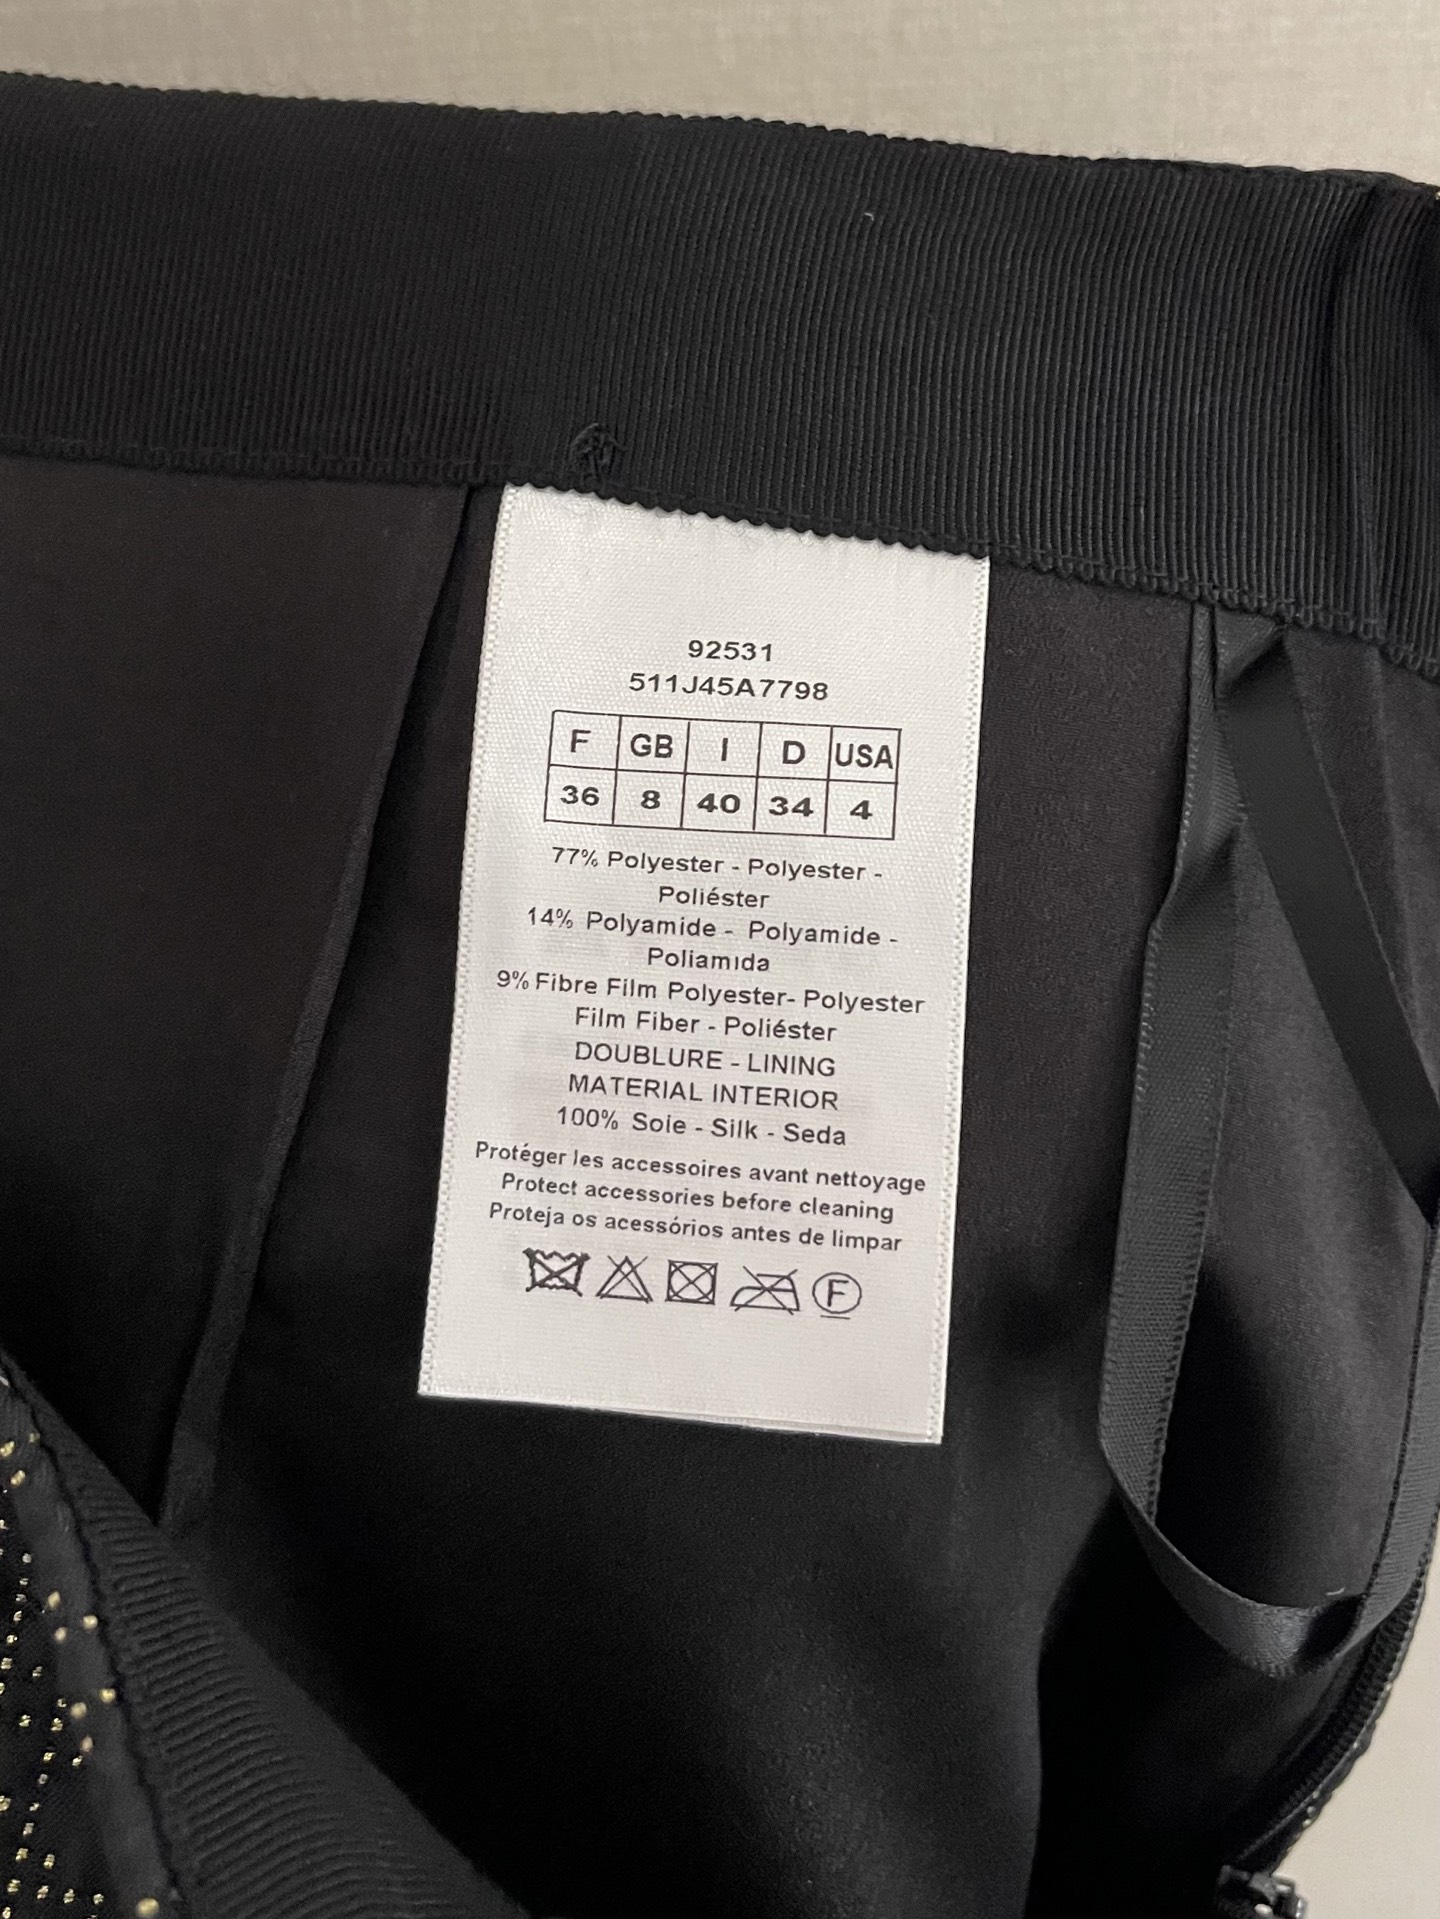 92531
511J45A7798
F GB I D USA
36 8 40 34 4
77% Polyester - Polyester -
Poliéster
14% Polyamide - Polyamide -
Poliamida
9% Fibre Film Polyester- Polyester
Film Fiber - Poliéster
DOUBLURE - LINING
MATERIAL INTERIOR
100% Soie - Silk - Seda
Protéger les accessoires avant nettoyage
Protect accessories before cleaning
Proteja os acessórios antes de limpar
F